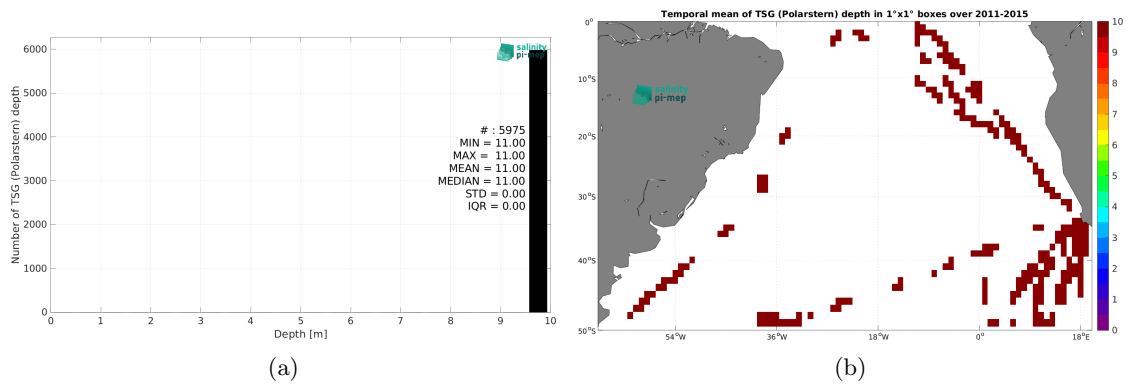 salinity
pi-mep
Number of TSG (Polarstern) depth
6000
5000
4000
3000
2000
1000
0
# : 5975
MIN = 11.00
MAX = 11.00
MEAN = 11.00
MEDIAN = 11.00
STD = 0.00
IQR = 0.00
0 1 2 3 4 5 6 7 8 9 10
Depth [m]
(a)
Temporal mean of TSG (Polarstern) depth in 1°x1° boxes over 2011-2015
0°
10°S
20°S
30°S
40°S
50°S
salinity
pi-mep
54°W 36°W 18°W 0° 18°E
10
9
8
7
6
5
4
3
2
1
0
(b)